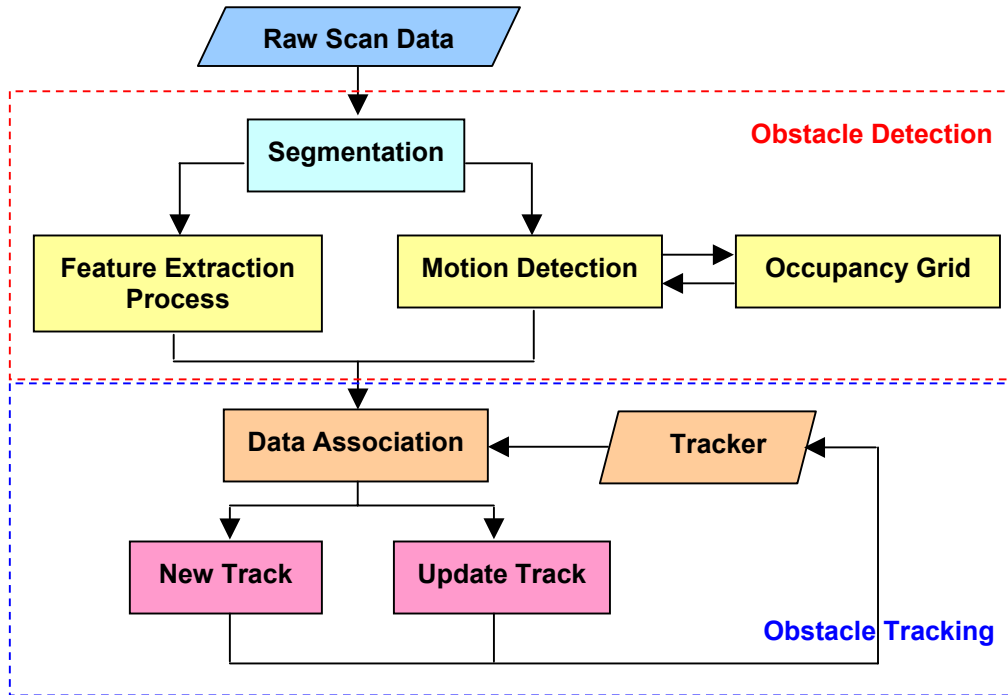 Raw Scan Data
Obstacle Detection
Segmentation
Feature Extraction
Process
Motion Detection
Occupancy Grid
Data Association
Tracker
New Track
Update Track
Obstacle Tracking